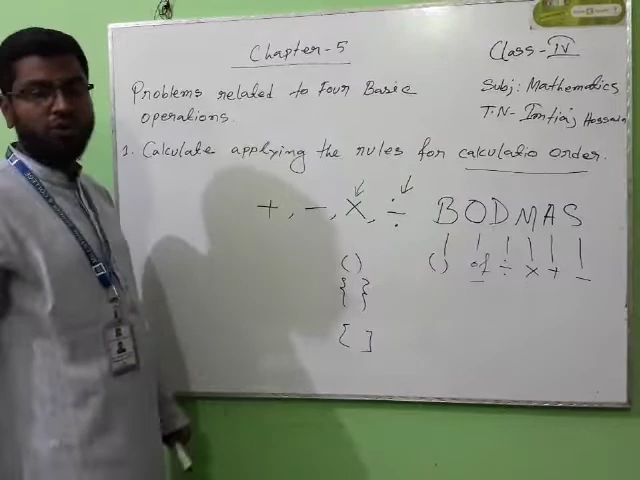 Chapter-5
Class-IV
Subj: Mathematics
T.N- Imtiaj Hossain
Problems related to Four Basic
operations.
1. Calculate applying the rules for calculatio order.
+, -, ×, ÷ BODMAS
() of ÷ × + -
()
{ }
[ ]